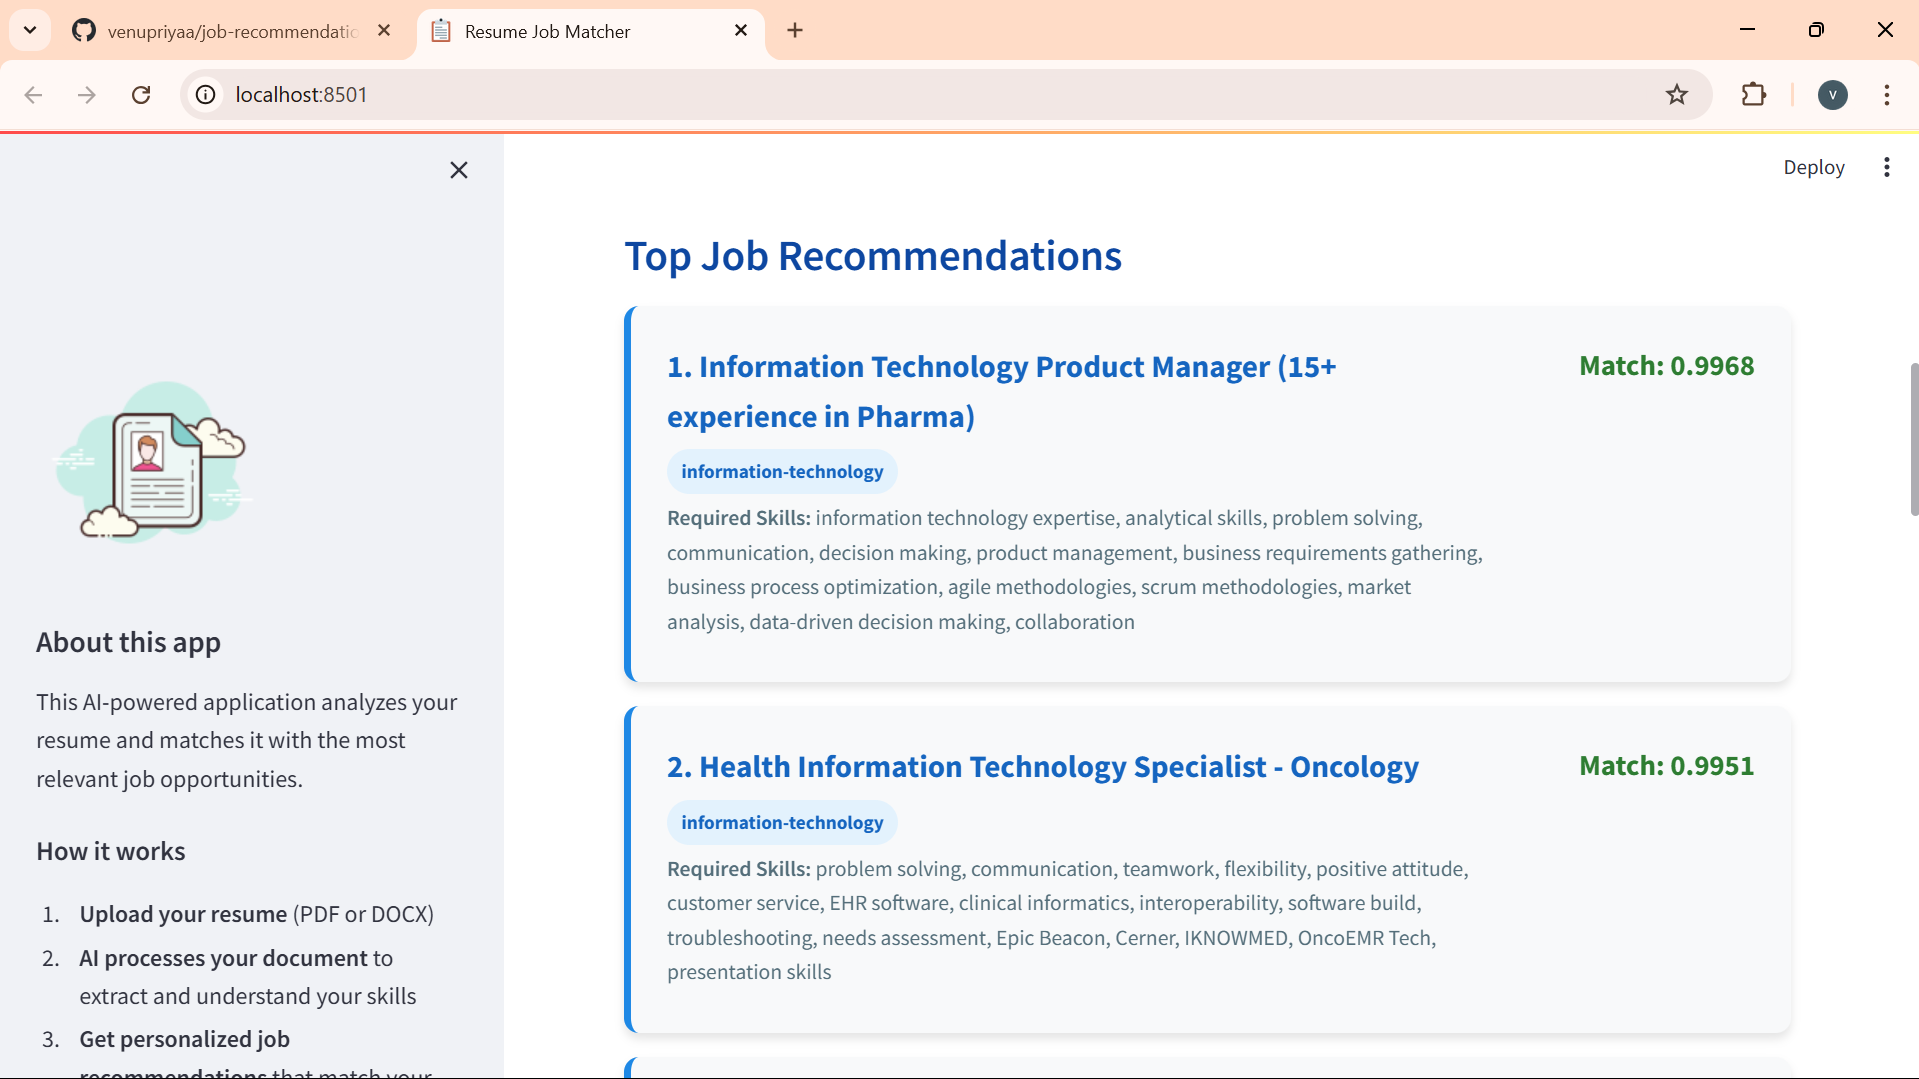 venupriyaa/job-recommendatio
Resume Job Matcher
localhost:8501
V
Deploy
Top Job Recommendations
1. Information Technology Product Manager (15+
experience in Pharma)
Match: 0.9968
information-technology
Required Skills: information technology expertise, analytical skills, problem solving,
communication, decision making, product management, business requirements gathering,
business process optimization, agile methodologies, scrum methodologies, market
analysis, data-driven decision making, collaboration
2. Health Information Technology Specialist - Oncology
Match: 0.9951
information-technology
Required Skills: problem solving, communication, teamwork, flexibility, positive attitude,
customer service, EHR software, clinical informatics, interoperability, software build,
troubleshooting, needs assessment, Epic Beacon, Cerner, IKNOWMED, OncoEMR Tech,
presentation skills
About this app
This AI-powered application analyzes your
resume and matches it with the most
relevant job opportunities.
How it works
1. Upload your resume (PDF or DOCX)
2. AI processes your document to
extract and understand your skills
3. Get personalized job
recommendations that match your